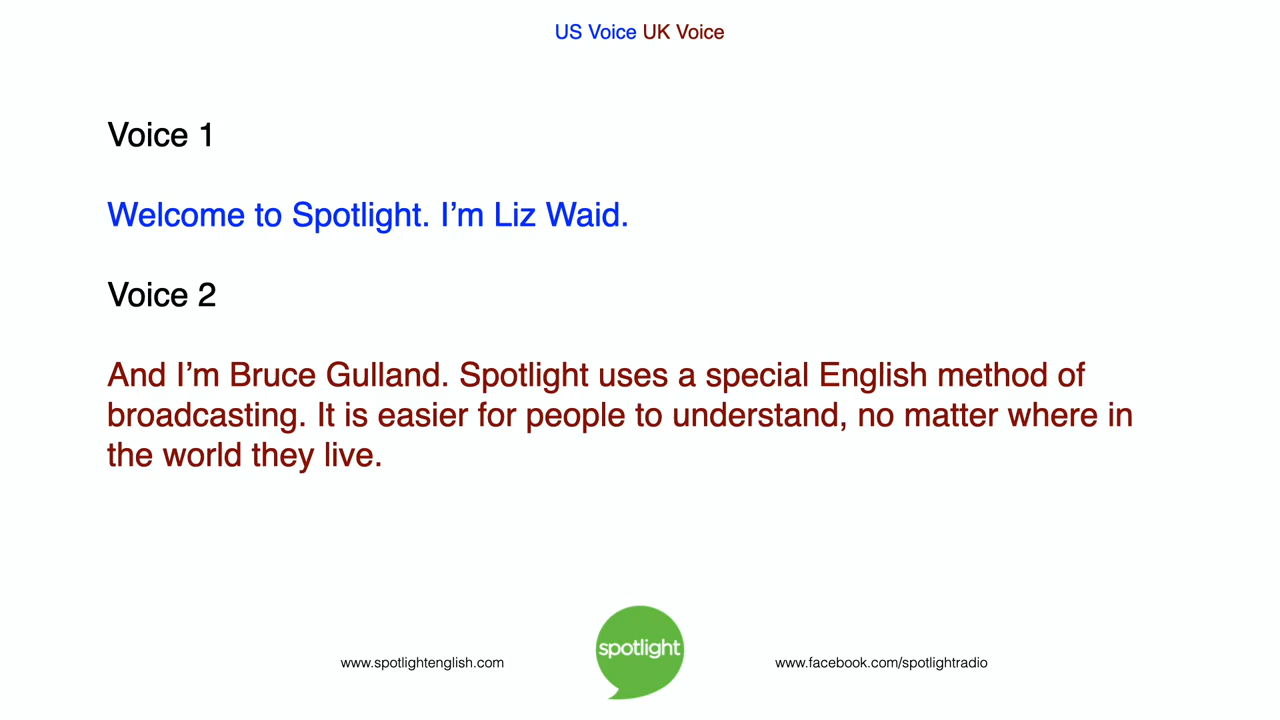 US Voice UK Voice
Voice 1
Welcome to Spotlight. I’m Liz Waid.
Voice 2
And I’m Bruce Gulland. Spotlight uses a special English method of
broadcasting. It is easier for people to understand, no matter where in
the world they live.
www.spotlightenglish.com
spotlight
www.facebook.com/spotlightradio